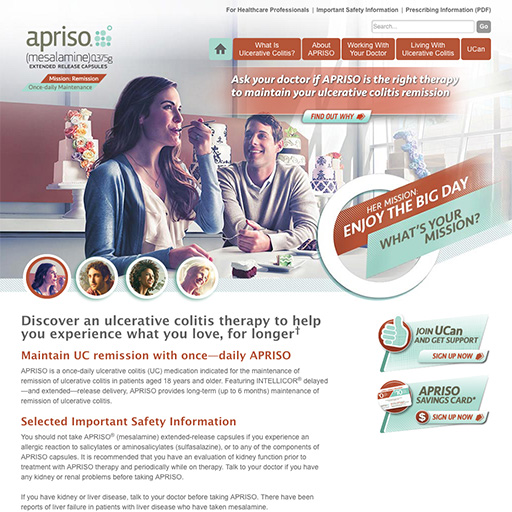 For Healthcare Professionals | Important Safety Information | Prescribing Information (PDF)
Search... Go
apriso
(mesalamine)0.375g
EXTENDED RELEASE CAPSULES
Mission: Remission
Once-daily Maintenance
What Is Ulcerative Colitis?
About APRISO
Working With Your Doctor
Living With Ulcerative Colitis
UCan
Ask your doctor if APRISO is the right therapy
to maintain your ulcerative colitis remission
FIND OUT WHY
HER MISSION:
ENJOY THE BIG DAY
WHAT'S YOUR
MISSION?
Discover an ulcerative colitis therapy to help
you experience what you love, for longer†
Maintain UC remission with once—daily APRISO
APRISO is a once-daily ulcerative colitis (UC) medication indicated for the maintenance of
remission of ulcerative colitis in patients aged 18 years and older. Featuring INTELLICOR® delayed
—and extended—release delivery, APRISO provides long-term (up to 6 months) maintenance of
remission of ulcerative colitis.
Selected Important Safety Information
You should not take APRISO® (mesalamine) extended-release capsules if you experience an
allergic reaction to salicylates or aminosalicylates (sulfasalazine), or to any of the components of
APRISO capsules. It is recommended that you have an evaluation of kidney function prior to
treatment with APRISO therapy and periodically while on therapy. Talk to your doctor if you have
any kidney or renal problems before taking APRISO.
If you have kidney or liver disease, talk to your doctor before taking APRISO. There have been
reports of liver failure in patients with liver disease who have taken mesalamine.
JOIN UCan
AND GET SUPPORT
SIGN UP NOW
APRISO
SAVINGS CARD*
SIGN UP NOW